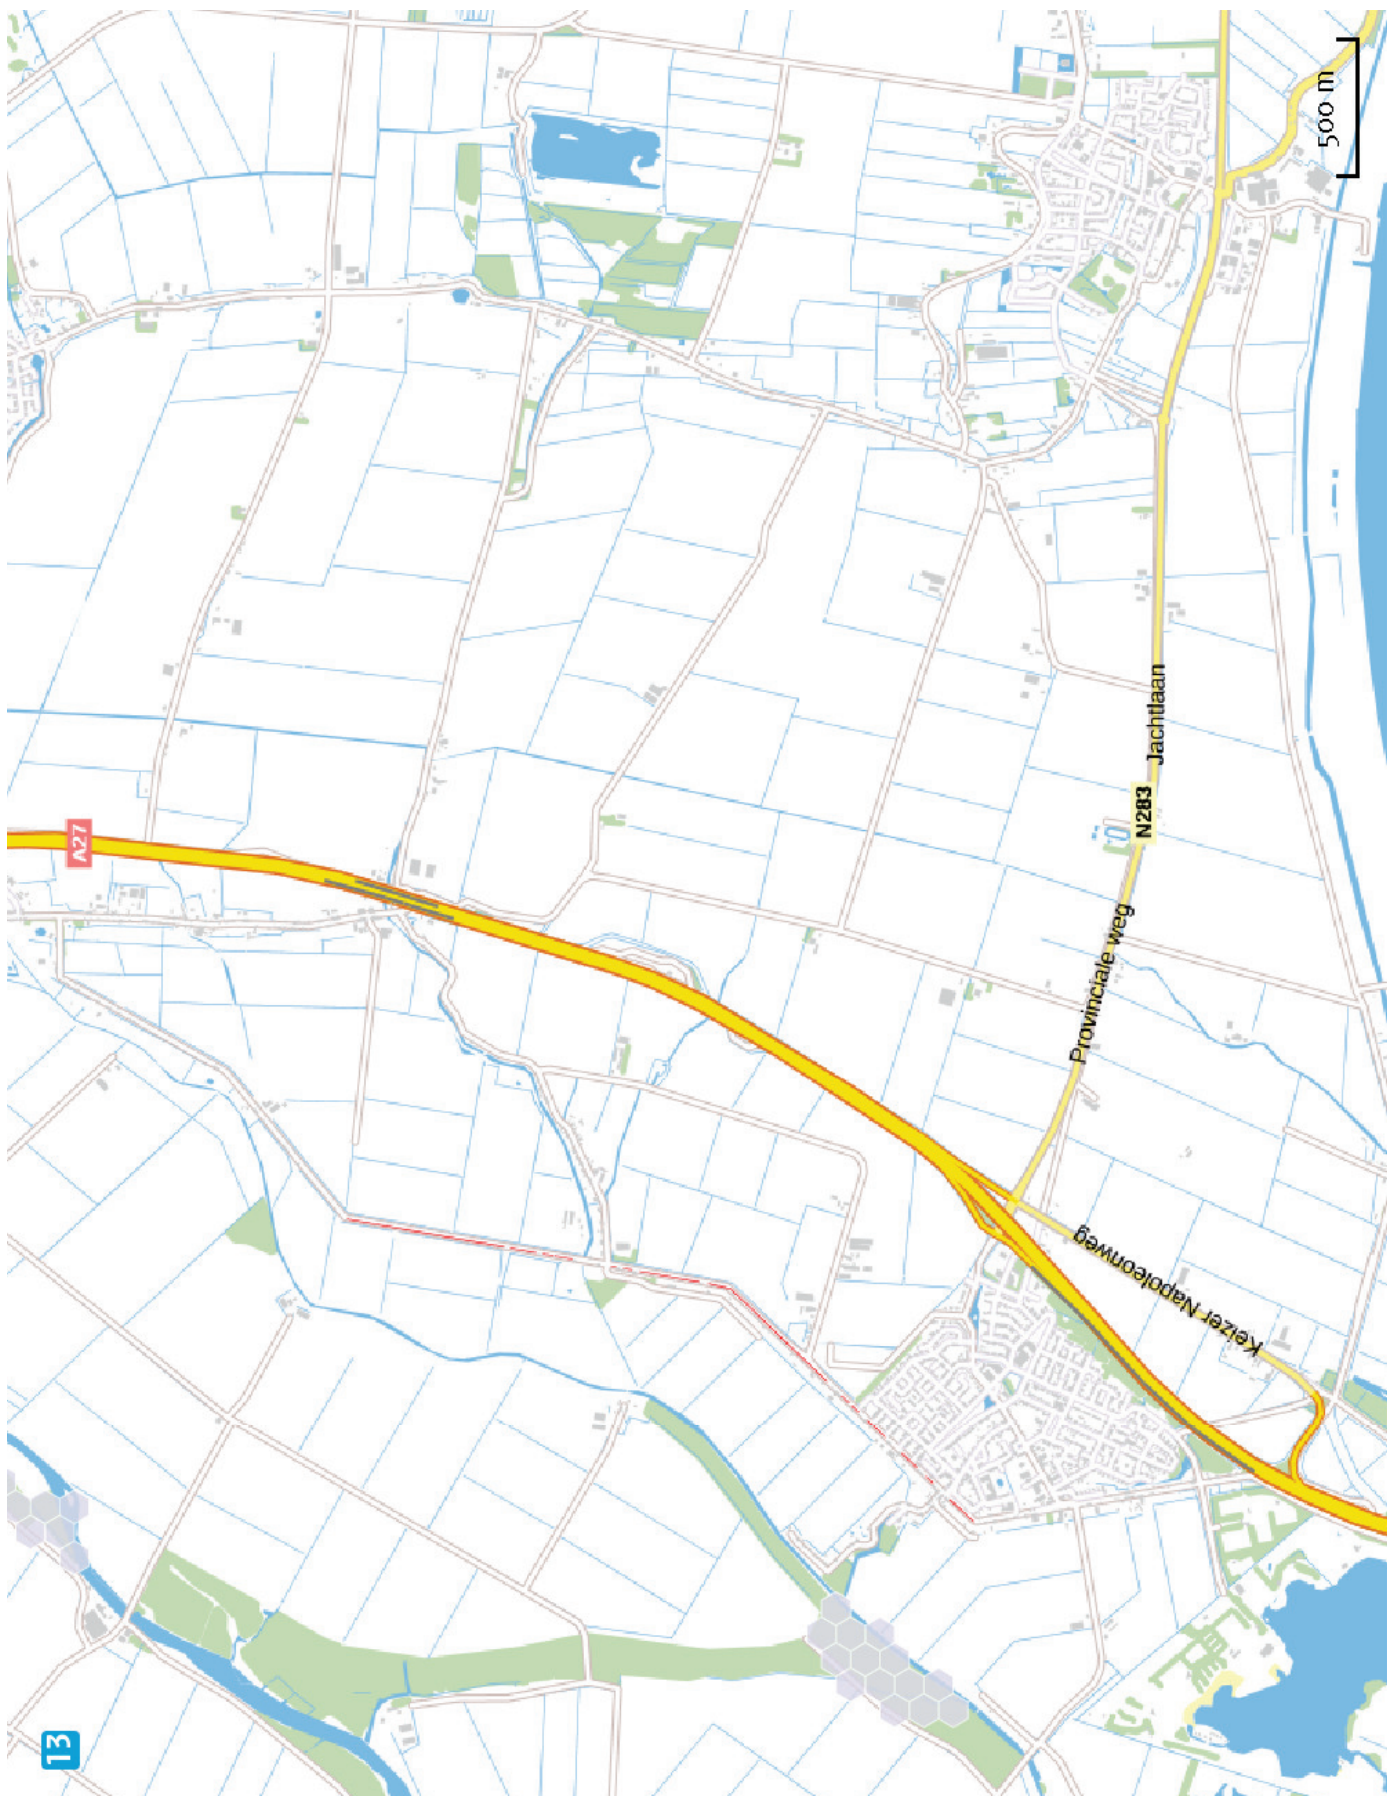 500 m
A27
Jachtlaan
N283
Provinciale weg
Keizer Napoleonweg
13